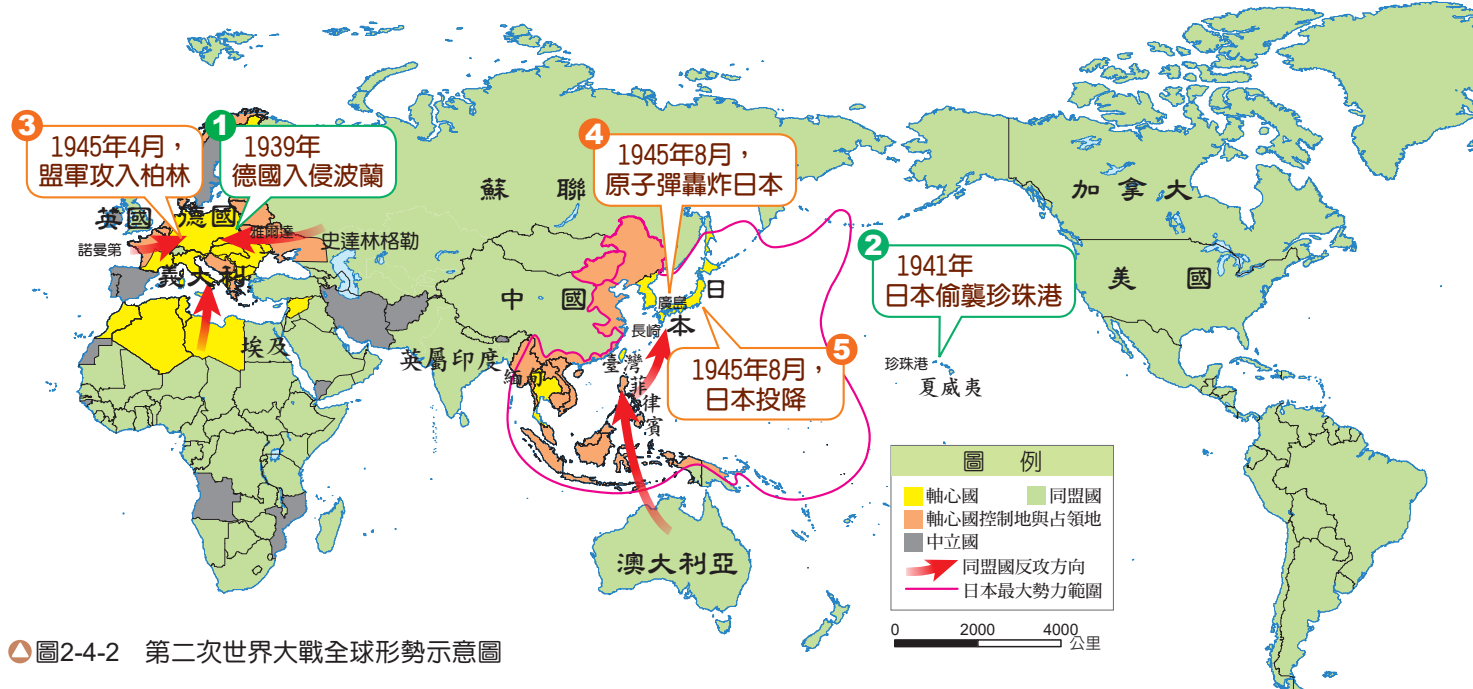 3
1945年4月，
盟軍攻入柏林
1
1939年
德國入侵波蘭
4
1945年8月，
原子彈轟炸日本
蘇聯
加拿大
英國
德國
雅爾達
史達林格勒
諾曼第
義大利
2
1941年
日本偷襲珍珠港
美國
中國
日本
廣島
長崎
埃及
英屬印度
緬甸
臺灣
菲律賓
5
1945年8月，
日本投降
珍珠港
夏威夷
澳大利亞
圖例
軸心國
同盟國
軸心國控制地與占領地
中立國
同盟國反攻方向
日本最大勢力範圍
0 2000 4000
公里
圖2-4-2 第二次世界大戰全球形勢示意圖